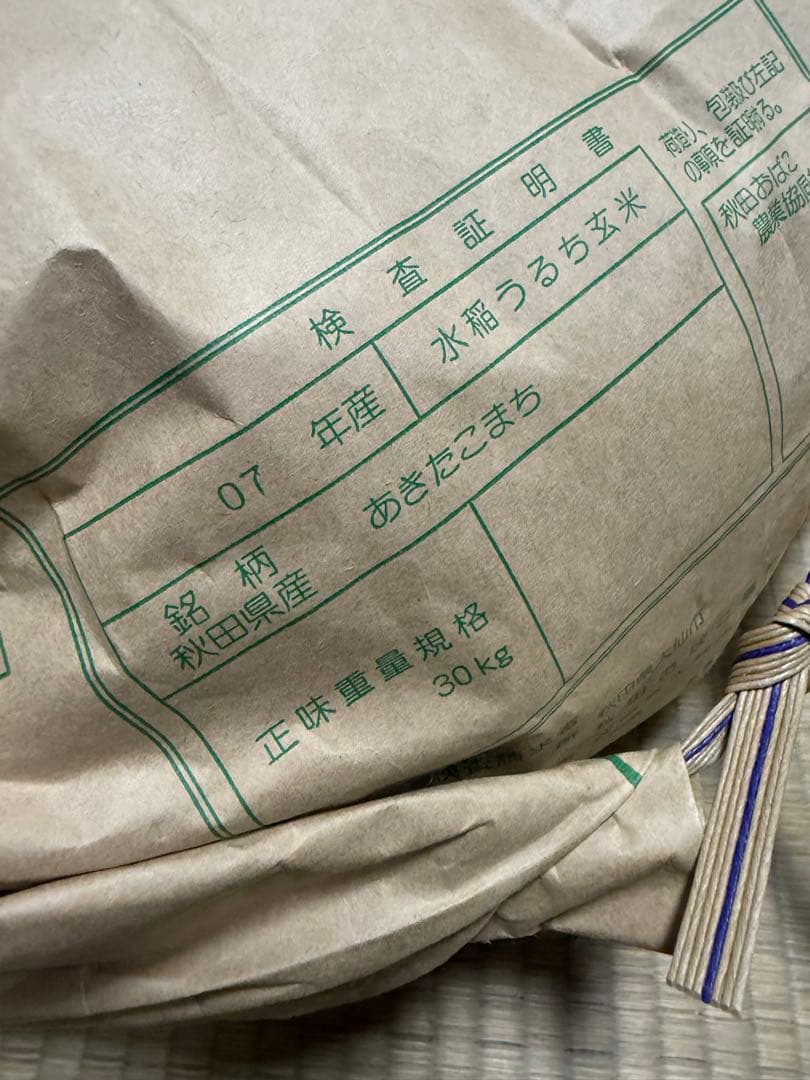 検査証明書
07 年産
水稲うるち玄米
銘柄 あきたこまち
秋田県産
正味重量規格
30kg
荷造り、包装及び左記
の事項を証明する。
秋田おばこ
農業協同